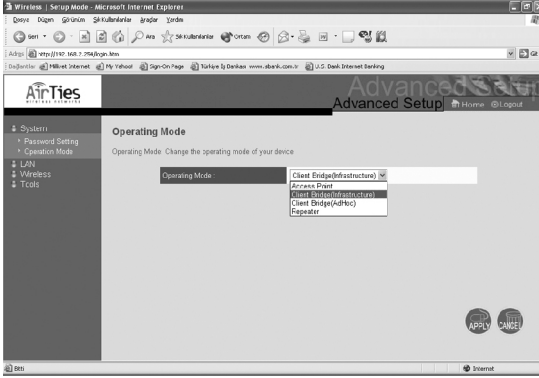 Wireless | Setup Mode - Microsoft Internet Explorer
Dosya Düzen Görünüm Sık Kullanılanlar Araçlar Yardım
Geri Ara Sık Kullanılanlar Ortam
Adres http://192.168.2.254/login.htm Git
Bağlantılar Milliyet Internet My Yahoo! Sign-On Page Türkiye İş Bankası www.isbank.com.tr U.S. Bank Internet Banking
AirTies
wireless networks
Advanced Setup
Advanced Setup Home Logout
System
Password Setting
Operation Mode
LAN
Wireless
Tools
Operating Mode
Operating Mode Change the operating mode of your device
Operating Mode : Client Bridge(Infrastructure)
Access Point
Client Bridge(Infrastructure)
Client Bridge(AdHoc)
Repeater
APPLY CANCEL
Bitti Internet